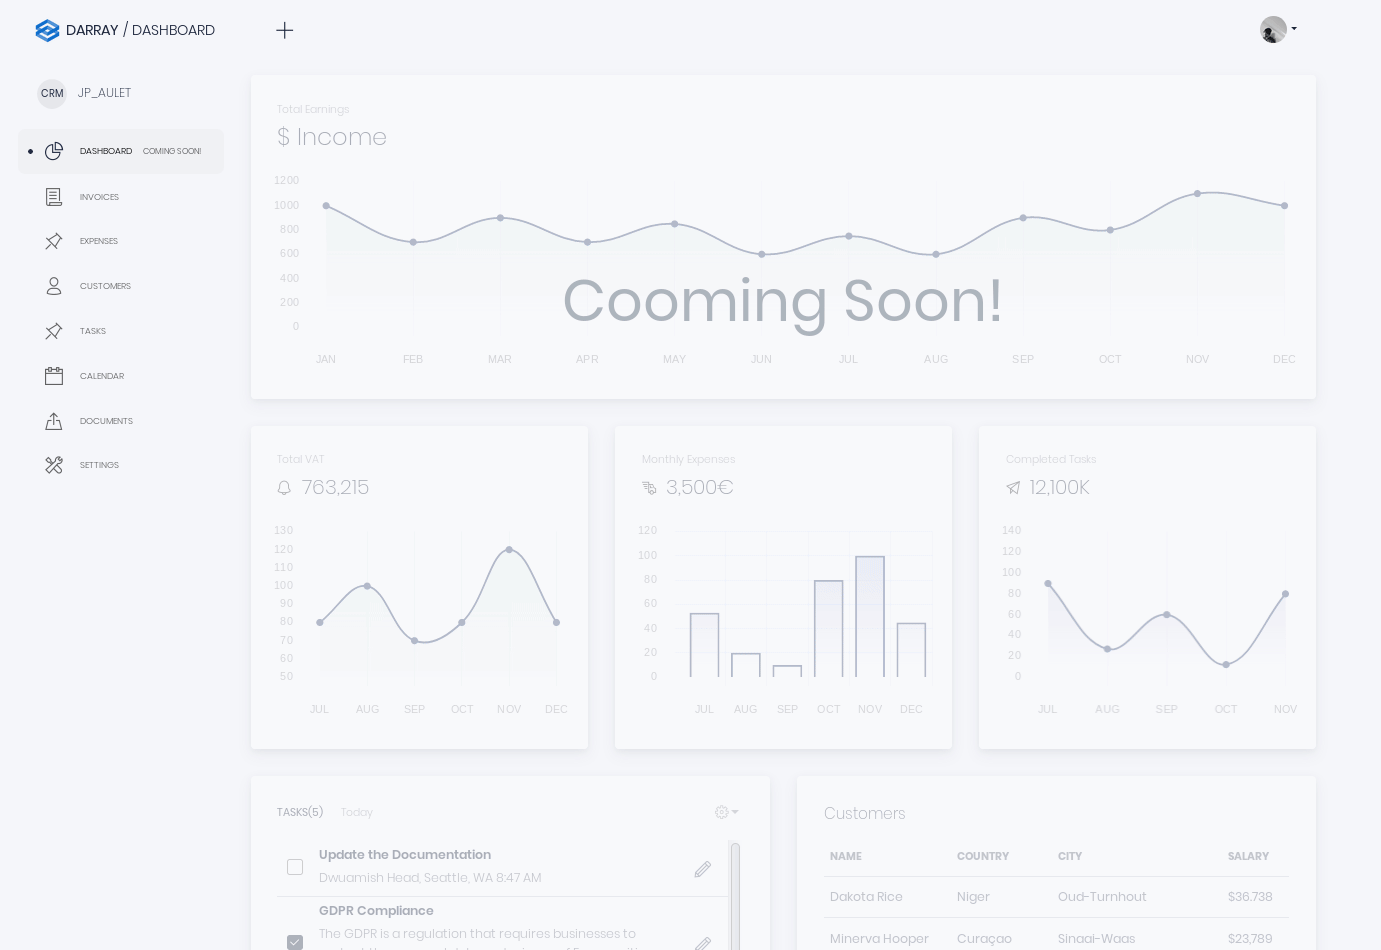 DARRAY / DASHBOARD
CRM JP_AULET
DASHBOARD COMING SOON!
INVOICES
EXPENSES
CUSTOMERS
TASKS
CALENDAR
DOCUMENTS
SETTINGS
Total Earnings
$ Income
1200
1000
800
600
400
200
0
JAN FEB MAR APR MAY JUN JUL AUG SEP OCT NOV DEC
Cooming Soon!
Total VAT
763,215
130
120
110
100
90
80
70
60
50
JUL AUG SEP OCT NOV DEC
Monthly Expenses
3,500€
120
100
80
60
40
20
0
JUL AUG SEP OCT NOV DEC
Completed Tasks
12,100K
140
120
100
80
60
40
20
0
JUL AUG SEP OCT NOV
TASKS(5) Today
Update the Documentation
Dwuamish Head, Seattle, WA 8:47 AM
GDPR Compliance
The GDPR is a regulation that requires businesses to
Customers
NAME COUNTRY CITY SALARY
Dakota Rice Niger Oud-Turnhout $36.738
Minerva Hooper Curaçao Sinaai-Waas $23,789